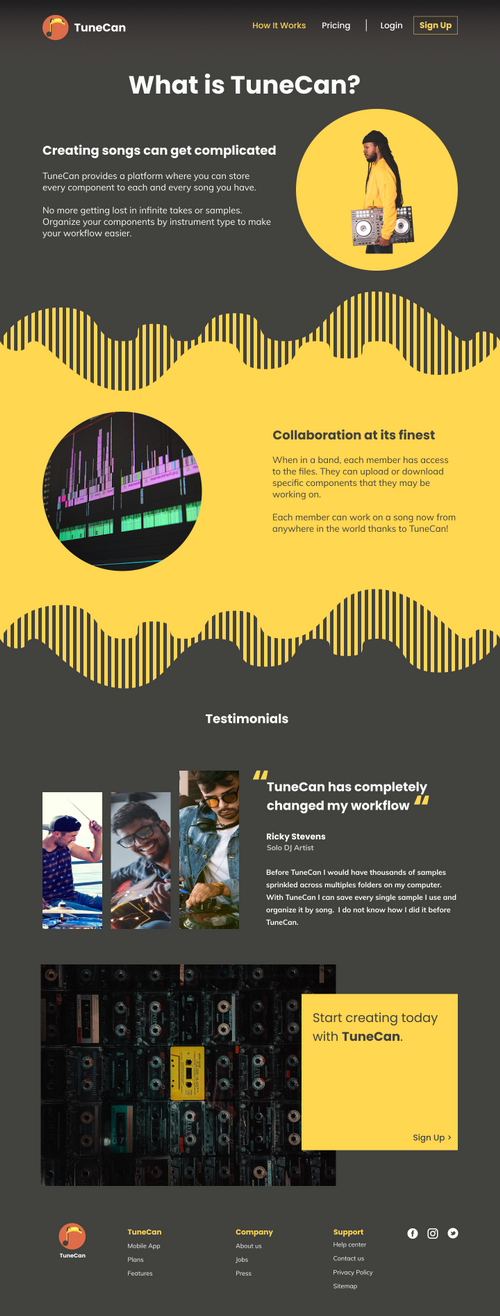 TuneCan
How It Works
Pricing
Login
Sign Up
What is TuneCan?
Creating songs can get complicated
TuneCan provides a platform where you can store
every component to each and every song you have.
No more getting lost in infinite takes or samples.
Organize your components by instrument type to make
your workflow easier.
Collaboration at its finest
When in a band, each member has access
to the files. They can upload or download
specific components that they may be
working on.
Each member can work on a song now from
anywhere in the world thanks to TuneCan!
Testimonials
“TuneCan has completely
changed my workflow “
Ricky Stevens
Solo DJ Artist
Before TuneCan I would have thousands of samples
sprinkled across multiples folders on my computer.
With TuneCan I can save every single sample I use and
organize it by song. I do not know how I did it before
TuneCan.
Start creating today
with TuneCan.
Sign Up >
TuneCan
TuneCan
Mobile App
Plans
Features
Company
About us
Jobs
Press
Support
Help center
Contact us
Privacy Policy
Sitemap